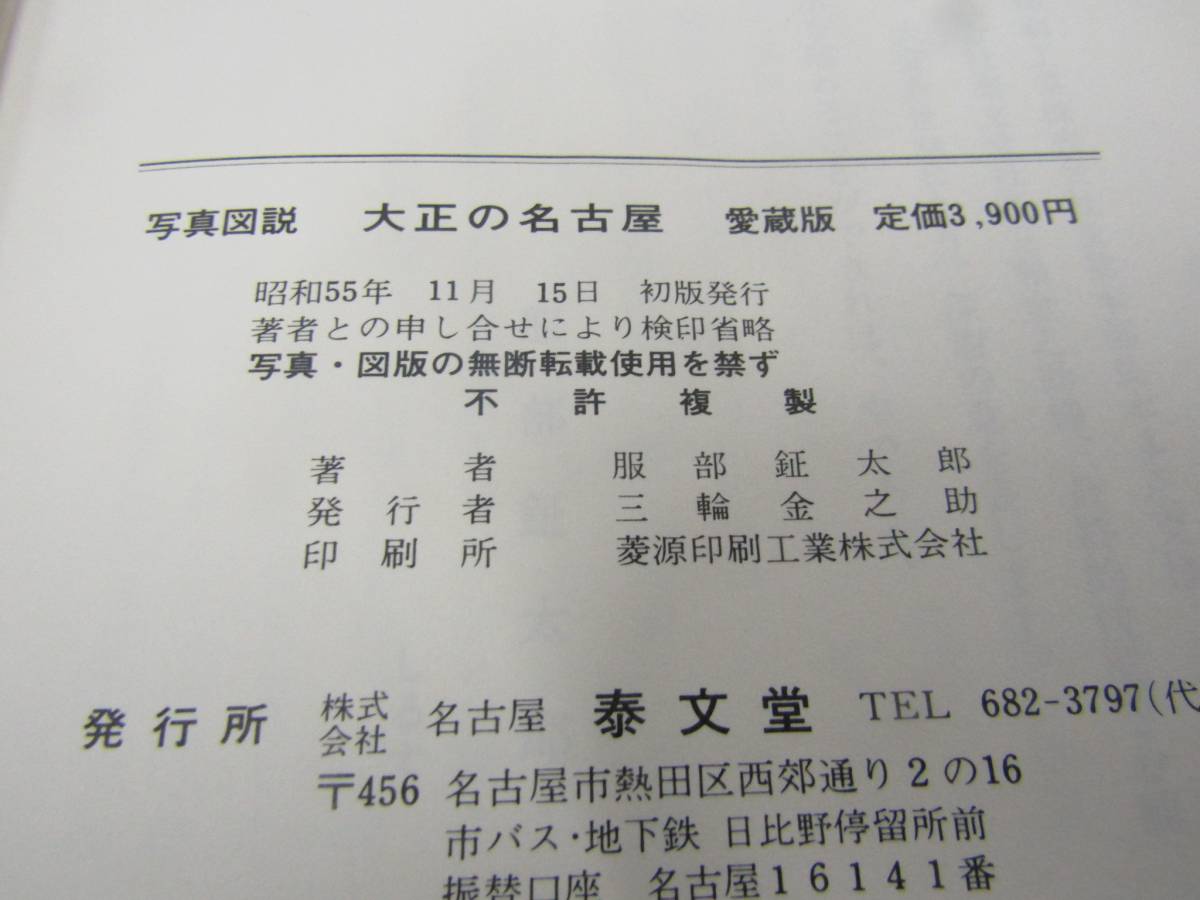 写真図説　大正の名古屋　愛蔵版　定価3,900円
昭和55年　11月　15日　初版発行
著者との申し合せにより検印省略
写真・図版の無断転載使用を禁ず
不許複製
著者　服部鉦太郎
発行者　三輪金之助
印刷所　菱源印刷工業株式会社
発行所　株式会社　名古屋　泰文堂　TEL 682-3797(代
〒456 名古屋市熱田区西郊通り2の16
市バス・地下鉄 日比野停留所前
振替口座　名古屋16141番